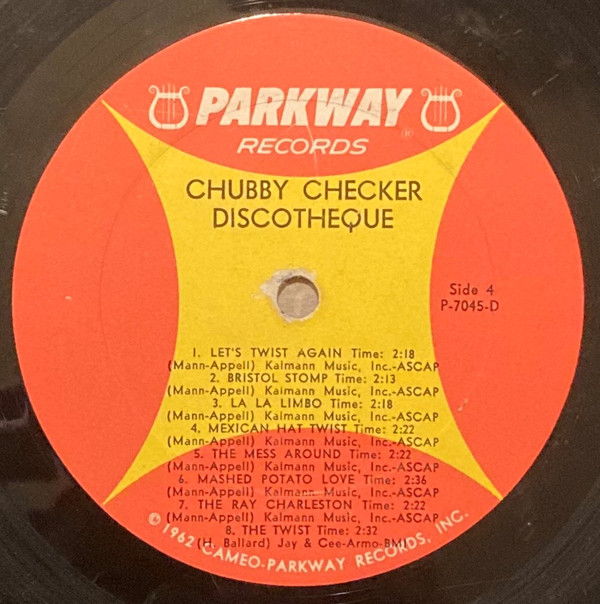 PARKWAY
®
RECORDS
CHUBBY CHECKER
DISCOTHEQUE
Side 4
P-7045-D
1. LET'S TWIST AGAIN Time: 2:18
(Mann-Appell) Kalmann Music, Inc.-ASCAP
2. BRISTOL STOMP Time: 2:13
(Mann-Appell) Kalmann Music, Inc.-ASCAP
3. LA LA LIMBO Time: 2:18
(Mann-Appell) Kalmann Music, Inc.-ASCAP
4. MEXICAN HAT TWIST Time: 2:22
(Mann-Appell) Kalmann Music, Inc.-ASCAP
5. THE MESS AROUND Time: 2:22
(Mann-Appell) Kalmann Music, Inc.-ASCAP
6. MASHED POTATO LOVE Time: 2:36
(Mann-Appell) Kalmann Music, Inc.-ASCAP
7. THE RAY CHARLESTON Time: 2:22
(Mann-Appell) Kalmann Music, Inc.-ASCAP
8. THE TWIST Time: 2:32
(H. Ballard) Jay & Cee-Armo-BMI
© 1962 CAMEO-PARKWAY RECORDS, INC.